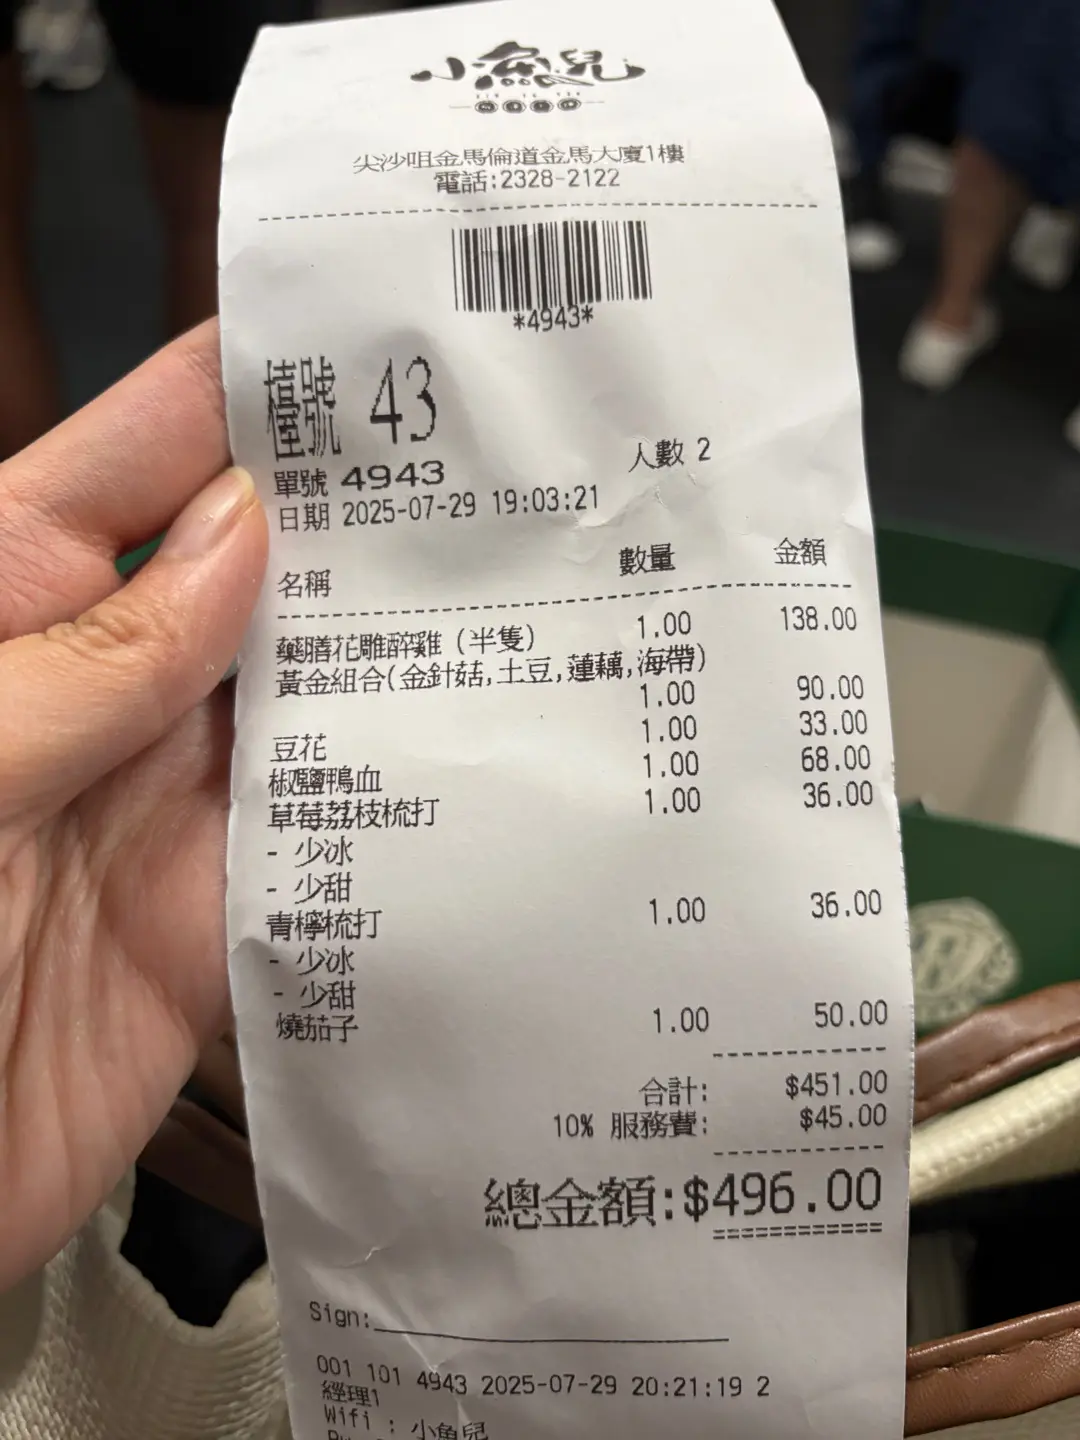 小魚兒
尖沙咀金馬倫道金馬大廈1樓
電話:2328-2122
*4943*
檯號 43
單號 4943 人數 2
日期 2025-07-29 19:03:21
名稱 數量 金額
藥膳花雕醉雞 (半隻) 1.00 138.00
黃金組合(金針菇,土豆,蓮藕,海帶)
1.00 90.00
豆花 1.00 33.00
椒鹽鴨血 1.00 68.00
草莓荔枝梳打 1.00 36.00
- 少冰
- 少甜
青檸梳打 1.00 36.00
- 少冰
- 少甜
燒茄子 1.00 50.00
合計: $451.00
10% 服務費: $45.00
總金額:$496.00
Sign:
001 101 4943 2025-07-29 20:21:19 2
經理1
Wifi : 小魚兒